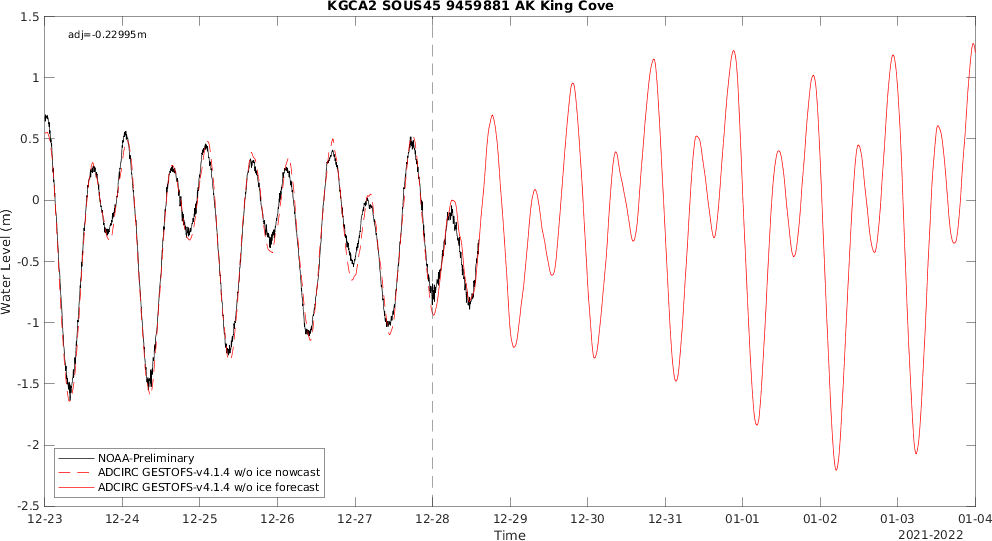 KGCA2 SOUS45 9459881 AK King Cove
adj=-0.22995m
1.5
1
0.5
0
-0.5
-1
-1.5
-2
-2.5
Water Level (m)
NOAA-Preliminary
ADCIRC GESTOFS-v4.1.4 w/o ice nowcast
ADCIRC GESTOFS-v4.1.4 w/o ice forecast
12-23 12-24 12-25 12-26 12-27 12-28 12-29 12-30 12-31 01-01 01-02 01-03 01-04
Time
2021-2022